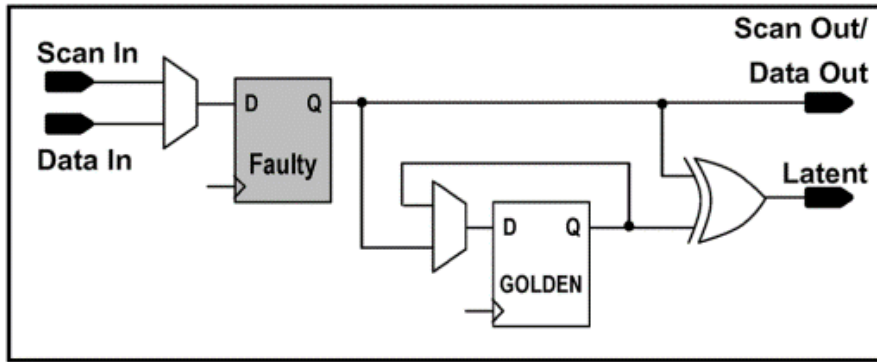 Scan In
Data In
D Q
Faulty
D Q
GOLDEN
Scan Out/
Data Out
Latent